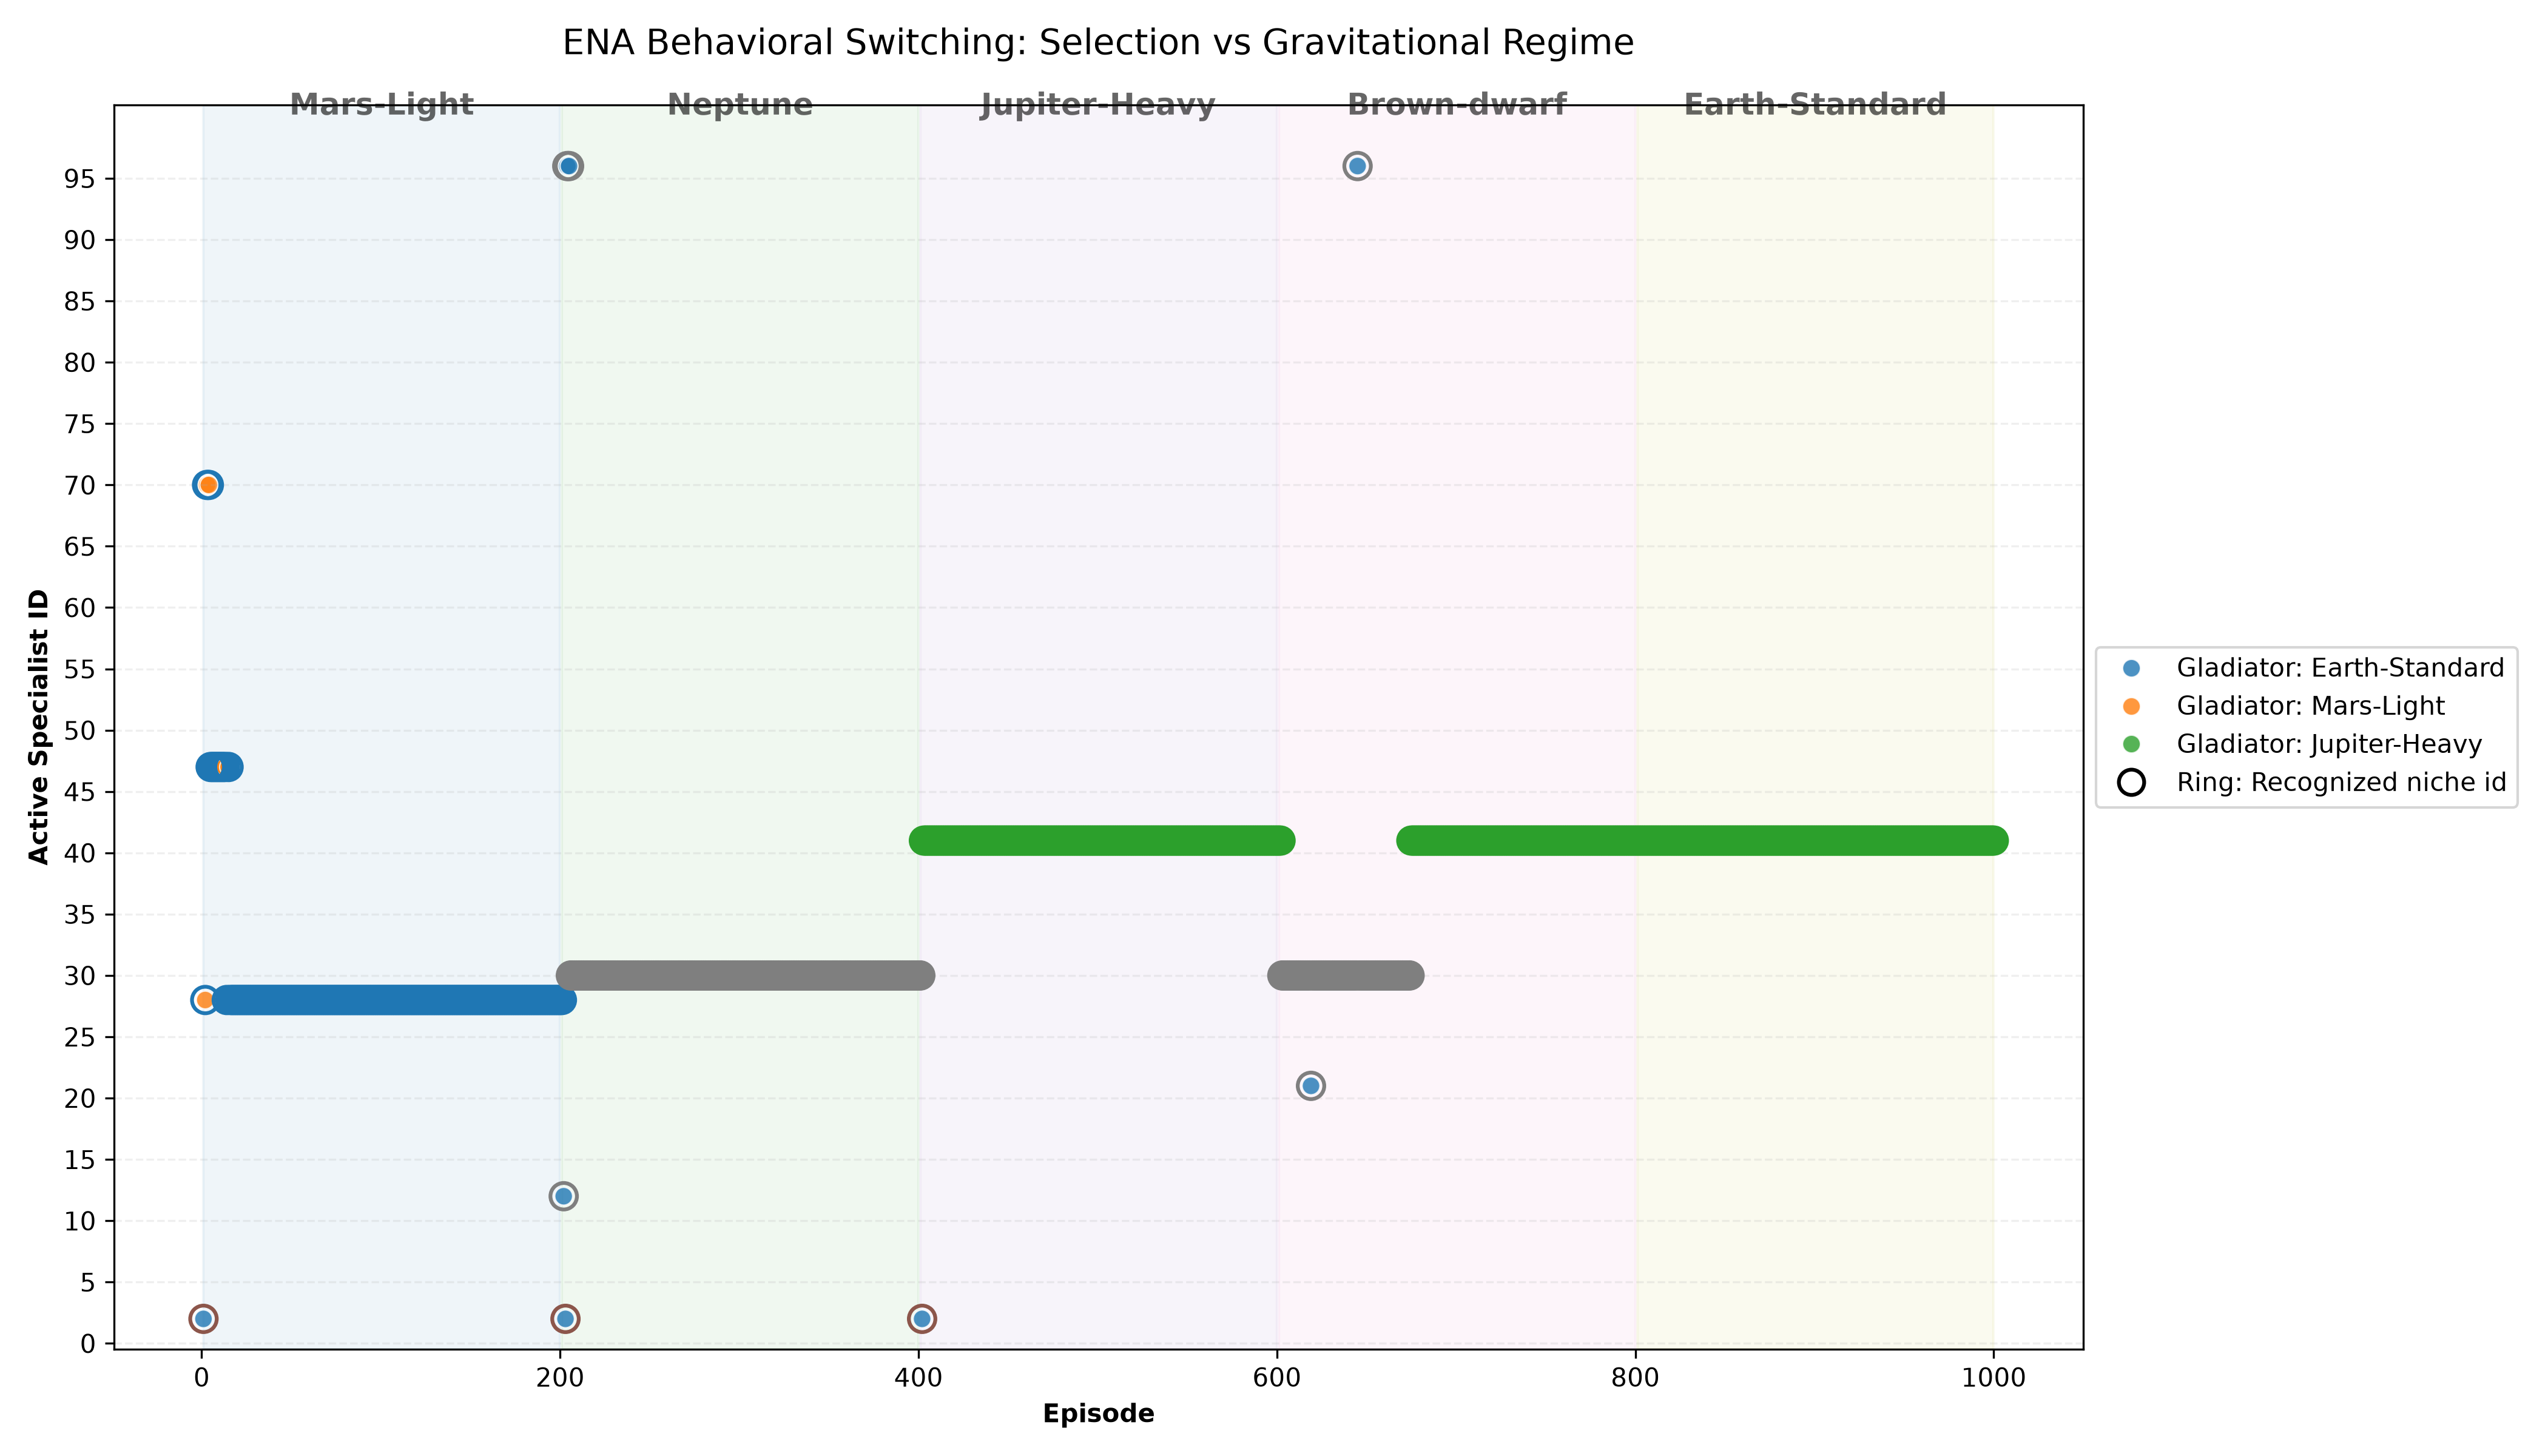 ENA Behavioral Switching: Selection vs Gravitational Regime
Mars-Light
Neptune
Jupiter-Heavy
Brown-dwarf
Earth-Standard
95
90
85
80
75
70
65
60
55
50
45
40
35
30
25
20
15
10
5
0
Active Specialist ID
0
200
400
600
800
1000
Episode
Gladiator: Earth-Standard
Gladiator: Mars-Light
Gladiator: Jupiter-Heavy
Ring: Recognized niche id